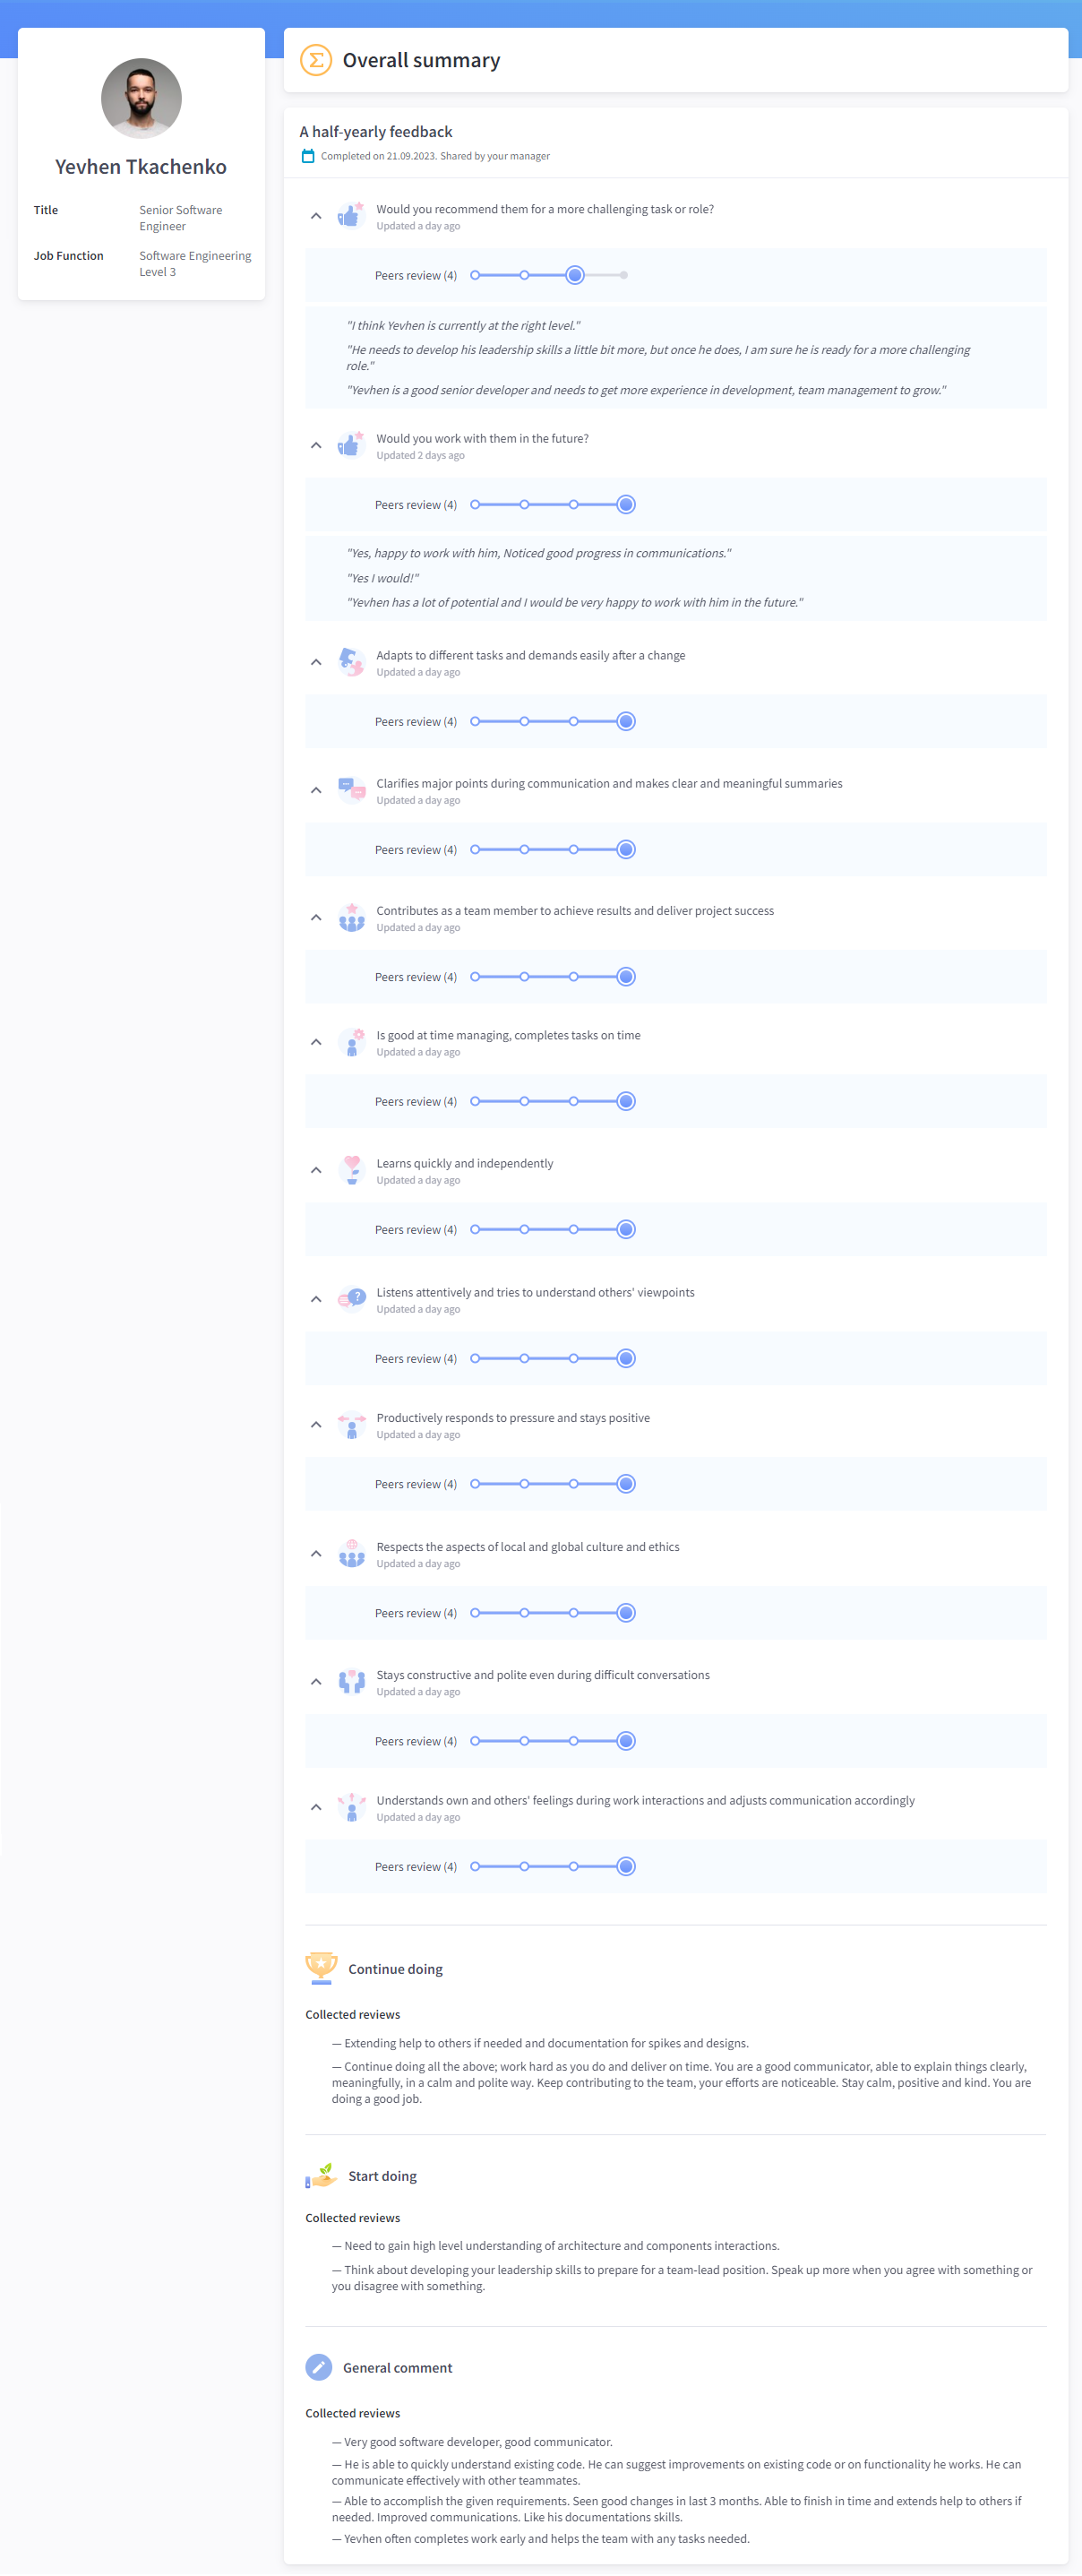 Overall summary
Yevhen Tkachenko
Title
Senior Software
Engineer
Job Function
Software Engineering
Level 3
A half-yearly feedback
Completed on 21.09.2023. Shared by your manager
Would you recommend them for a more challenging task or role?
Updated a day ago
Peers review (4)
"I think Yevhen is currently at the right level."
"He needs to develop his leadership skills a little bit more, but once he does, I am sure he is ready for a more challenging
role."
"Yevhen is a good senior developer and needs to get more experience in development, team management to grow."
Would you work with them in the future?
Updated 2 days ago
Peers review (4)
"Yes, happy to work with him, Noticed good progress in communications."
"Yes I would!"
"Yevhen has a lot of potential and I would be very happy to work with him in the future."
Adapts to different tasks and demands easily after a change
Updated a day ago
Peers review (4)
Clarifies major points during communication and makes clear and meaningful summaries
Updated a day ago
Peers review (4)
Contributes as a team member to achieve results and deliver project success
Updated a day ago
Peers review (4)
Is good at time managing, completes tasks on time
Updated a day ago
Peers review (4)
Learns quickly and independently
Updated a day ago
Peers review (4)
Listens attentively and tries to understand others' viewpoints
Updated a day ago
Peers review (4)
Productively responds to pressure and stays positive
Updated a day ago
Peers review (4)
Respects the aspects of local and global culture and ethics
Updated a day ago
Peers review (4)
Stays constructive and polite even during difficult conversations
Updated a day ago
Peers review (4)
Understands own and others' feelings during work interactions and adjusts communication accordingly
Updated a day ago
Peers review (4)
Continue doing
Collected reviews
— Extending help to others if needed and documentation for spikes and designs.
— Continue doing all the above; work hard as you do and deliver on time. You are a good communicator, able to explain things clearly,
meaningfully, in a calm and polite way. Keep contributing to the team, your efforts are noticeable. Stay calm, positive and kind. You are
doing a good job.
Start doing
Collected reviews
— Need to gain high level understanding of architecture and components interactions.
— Think about developing your leadership skills to prepare for a team-lead position. Speak up more when you agree with something or
you disagree with something.
General comment
Collected reviews
— Very good software developer, good communicator.
— He is able to quickly understand existing code. He can suggest improvements on existing code or on functionality he works. He can
communicate effectively with other teammates.
— Able to accomplish the given requirements. Seen good changes in last 3 months. Able to finish in time and extends help to others if
needed. Improved communications. Like his documentations skills.
— Yevhen often completes work early and helps the team with any tasks needed.